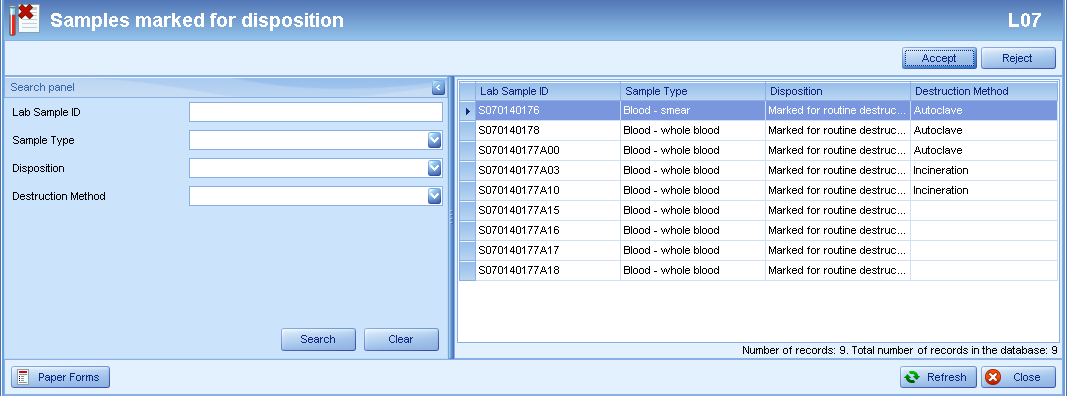 Samples marked for disposition L07
Accept Reject
Search panel
Lab Sample ID
Sample Type
Disposition
Destruction Method
Search Clear
Lab Sample ID Sample Type Disposition Destruction Method
S070140176 Blood - smear Marked for routine destruc... Autoclave
S070140178 Blood - whole blood Marked for routine destruc... Autoclave
S070140177A00 Blood - whole blood Marked for routine destruc... Autoclave
S070140177A03 Blood - whole blood Marked for routine destruc... Incineration
S070140177A10 Blood - whole blood Marked for routine destruc... Incineration
S070140177A15 Blood - whole blood Marked for routine destruc...
S070140177A16 Blood - whole blood Marked for routine destruc...
S070140177A17 Blood - whole blood Marked for routine destruc...
S070140177A18 Blood - whole blood Marked for routine destruc...
Number of records: 9. Total number of records in the database: 9
Paper Forms Refresh Close